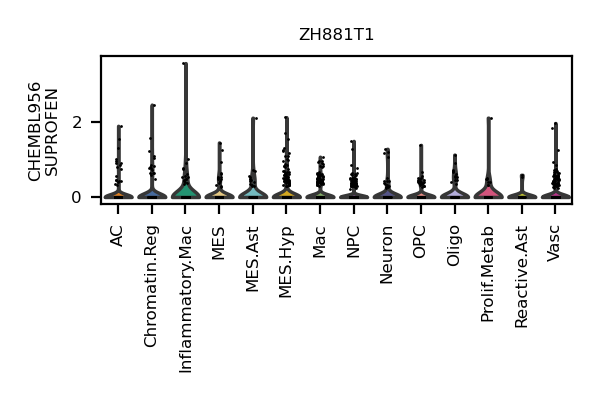 ZH881T1
CHEMBL956
SUPROFEN
2
0
AC
Chromatin.Reg
Inflammatory.Mac
MES
MES.Ast
MES.Hyp
Mac
NPC
Neuron
OPC
Oligo
Prolif.Metab
Reactive.Ast
Vasc